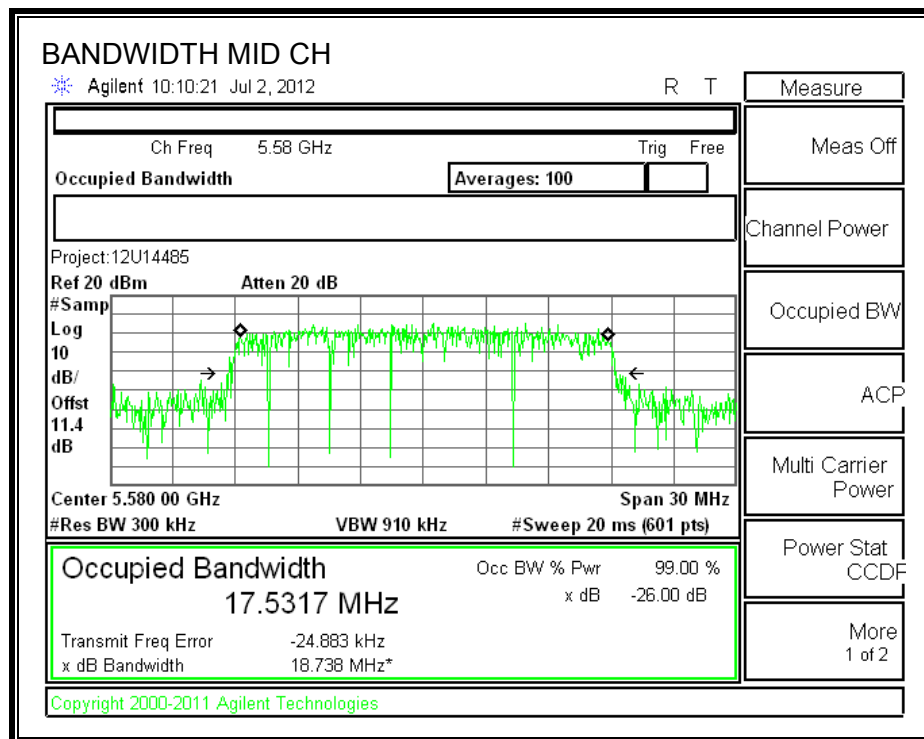 BANDWIDTH MID CH
Agilent 10:10:21 Jul 2, 2012 R T
Measure
Ch Freq 5.58 GHz Trig Free
Meas Off
Occupied Bandwidth Averages: 100
Channel Power
Project:12U14485
Ref 20 dBm Atten 20 dB
#Samp
Log
10
dB/
Offst
11.4
dB
Occupied BW
ACP
Multi Carrier
Power
Center 5.580 00 GHz Span 30 MHz
#Res BW 300 kHz VBW 910 kHz #Sweep 20 ms (601 pts)
Power Stat
CCDF
Occupied Bandwidth Occ BW % Pwr 99.00 %
17.5317 MHz x dB -26.00 dB
Transmit Freq Error -24.883 kHz
x dB Bandwidth 18.738 MHz*
More
1 of 2
Copyright 2000-2011 Agilent Technologies